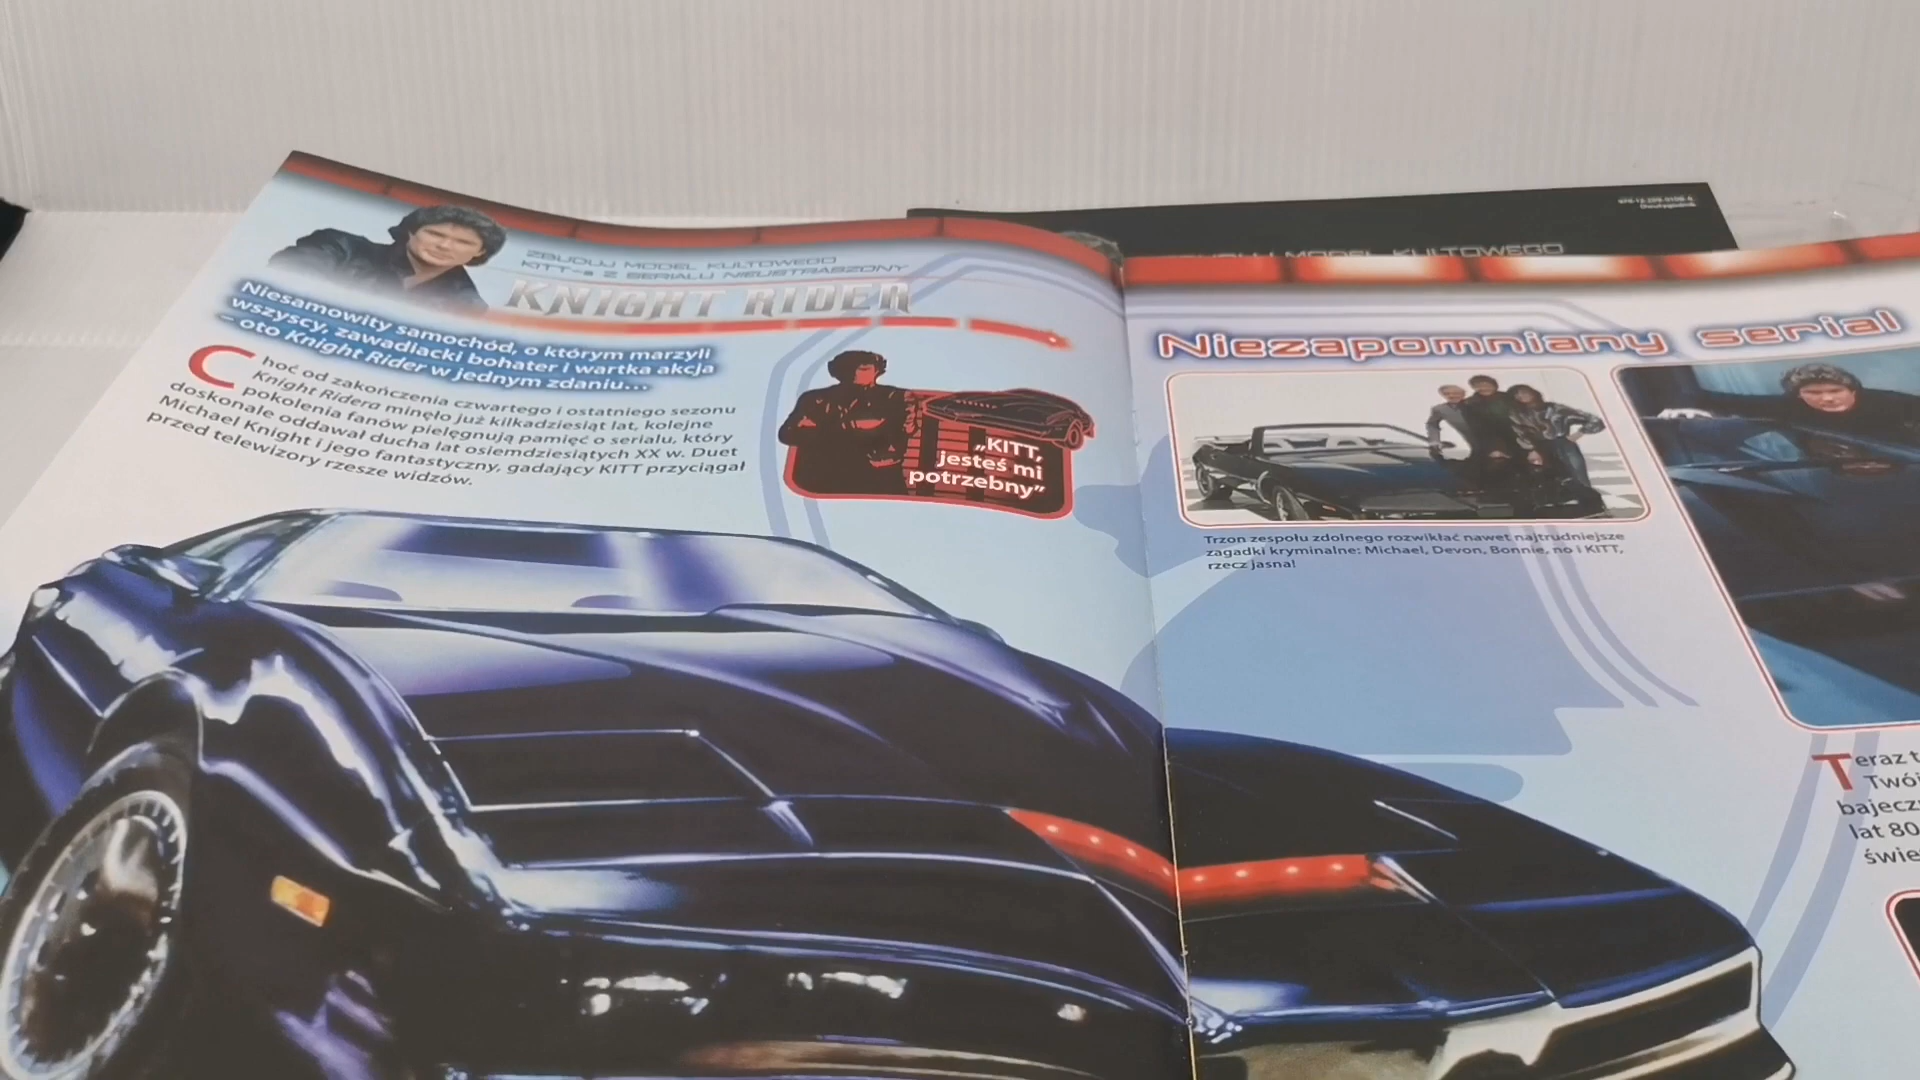 ZBUDUJ MODEL KULTOWEGO
KITT-a Z SERIALU NIEUSTRASZONY
KNIGHT RIDER
Niesamowity samochód, o którym marzyli
wszyscy, zawadiacki bohater i wartka akcja
– oto Knight Rider w jednym zdaniu...
Choć od zakończenia czwartego i ostatniego sezonu
Knight Ridera minęło już kilkadziesiąt lat, kolejne
pokolenia fanów pielęgnują pamięć o serialu, który
doskonale oddawał ducha lat osiemdziesiątych XX w. Duet
Michael Knight i jego fantastyczny, gadający KITT przyciągał
przed telewizory rzesze widzów.
„KITT,
jesteś mi
potrzebny”
MODEL KULTOWEGO
Niezapomniany serial
Trzon zespołu zdolnego rozwikłać nawet najtrudniejsze
zagadki kryminalne: Michael, Devon, Bonnie, no i KITT,
rzecz jasna!
Teraz t
Twój
bajecz
lat 80
świe